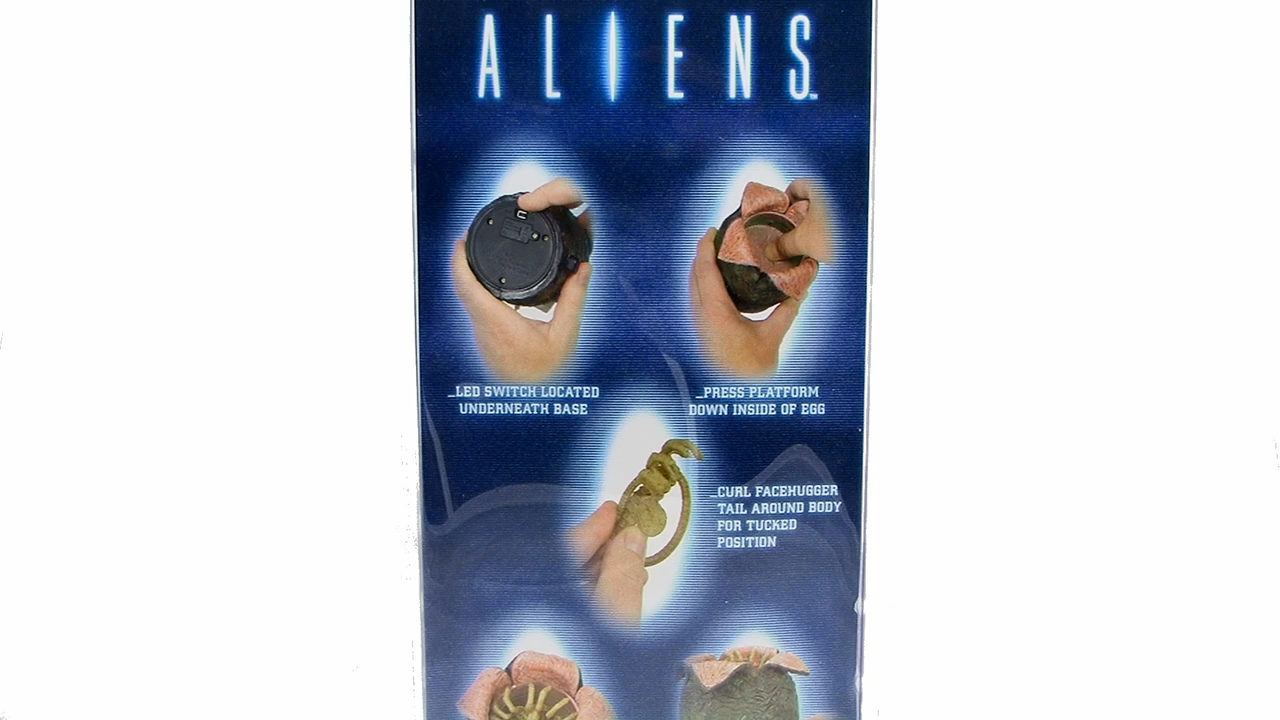 ALIENS™
_LED SWITCH LOCATED
UNDERNEATH BASE
_PRESS PLATFORM
DOWN INSIDE OF EGG
_CURL FACEHUGGER
TAIL AROUND BODY
FOR TUCKED
POSITION